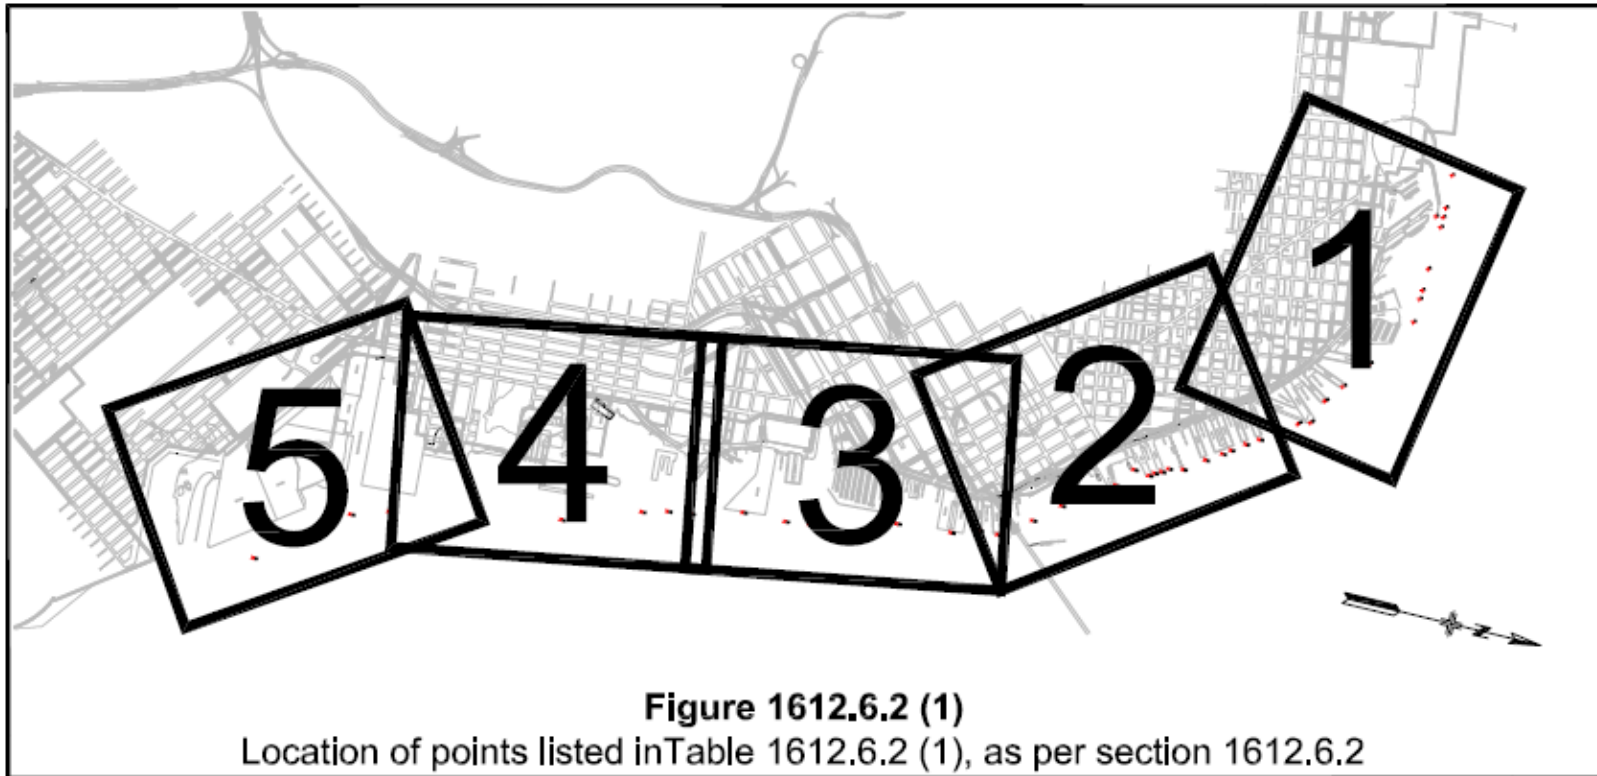 1
2
3
4
5
N
Figure 1612.6.2 (1)
Location of points listed inTable 1612.6.2 (1), as per section 1612.6.2